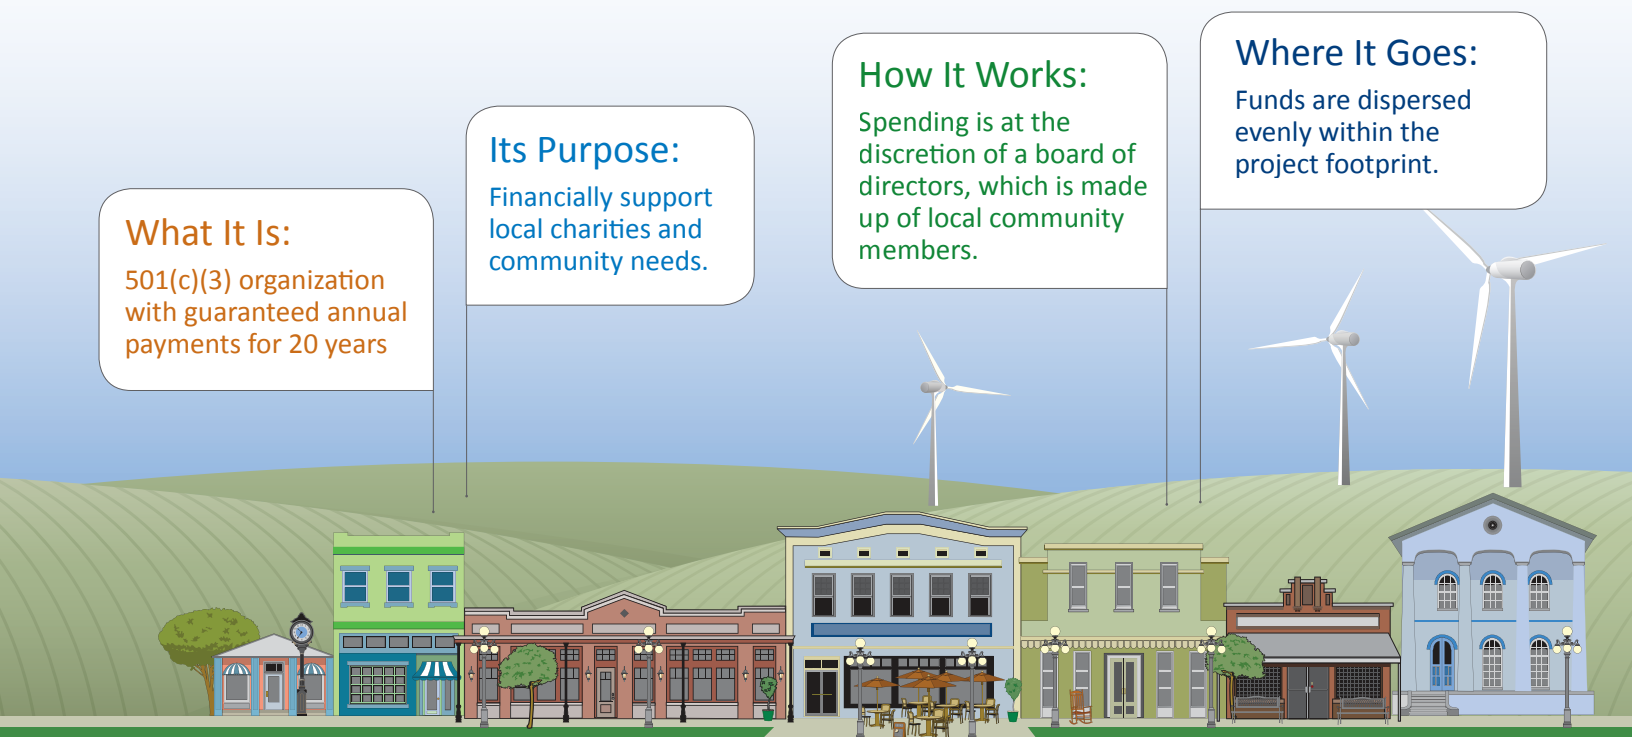 What It Is:
501(c)(3) organization
with guaranteed annual
payments for 20 years
Its Purpose:
Financially support
local charities and
community needs.
How It Works:
Spending is at the
discretion of a board of
directors, which is made
up of local community
members.
Where It Goes:
Funds are dispersed
evenly within the
project footprint.